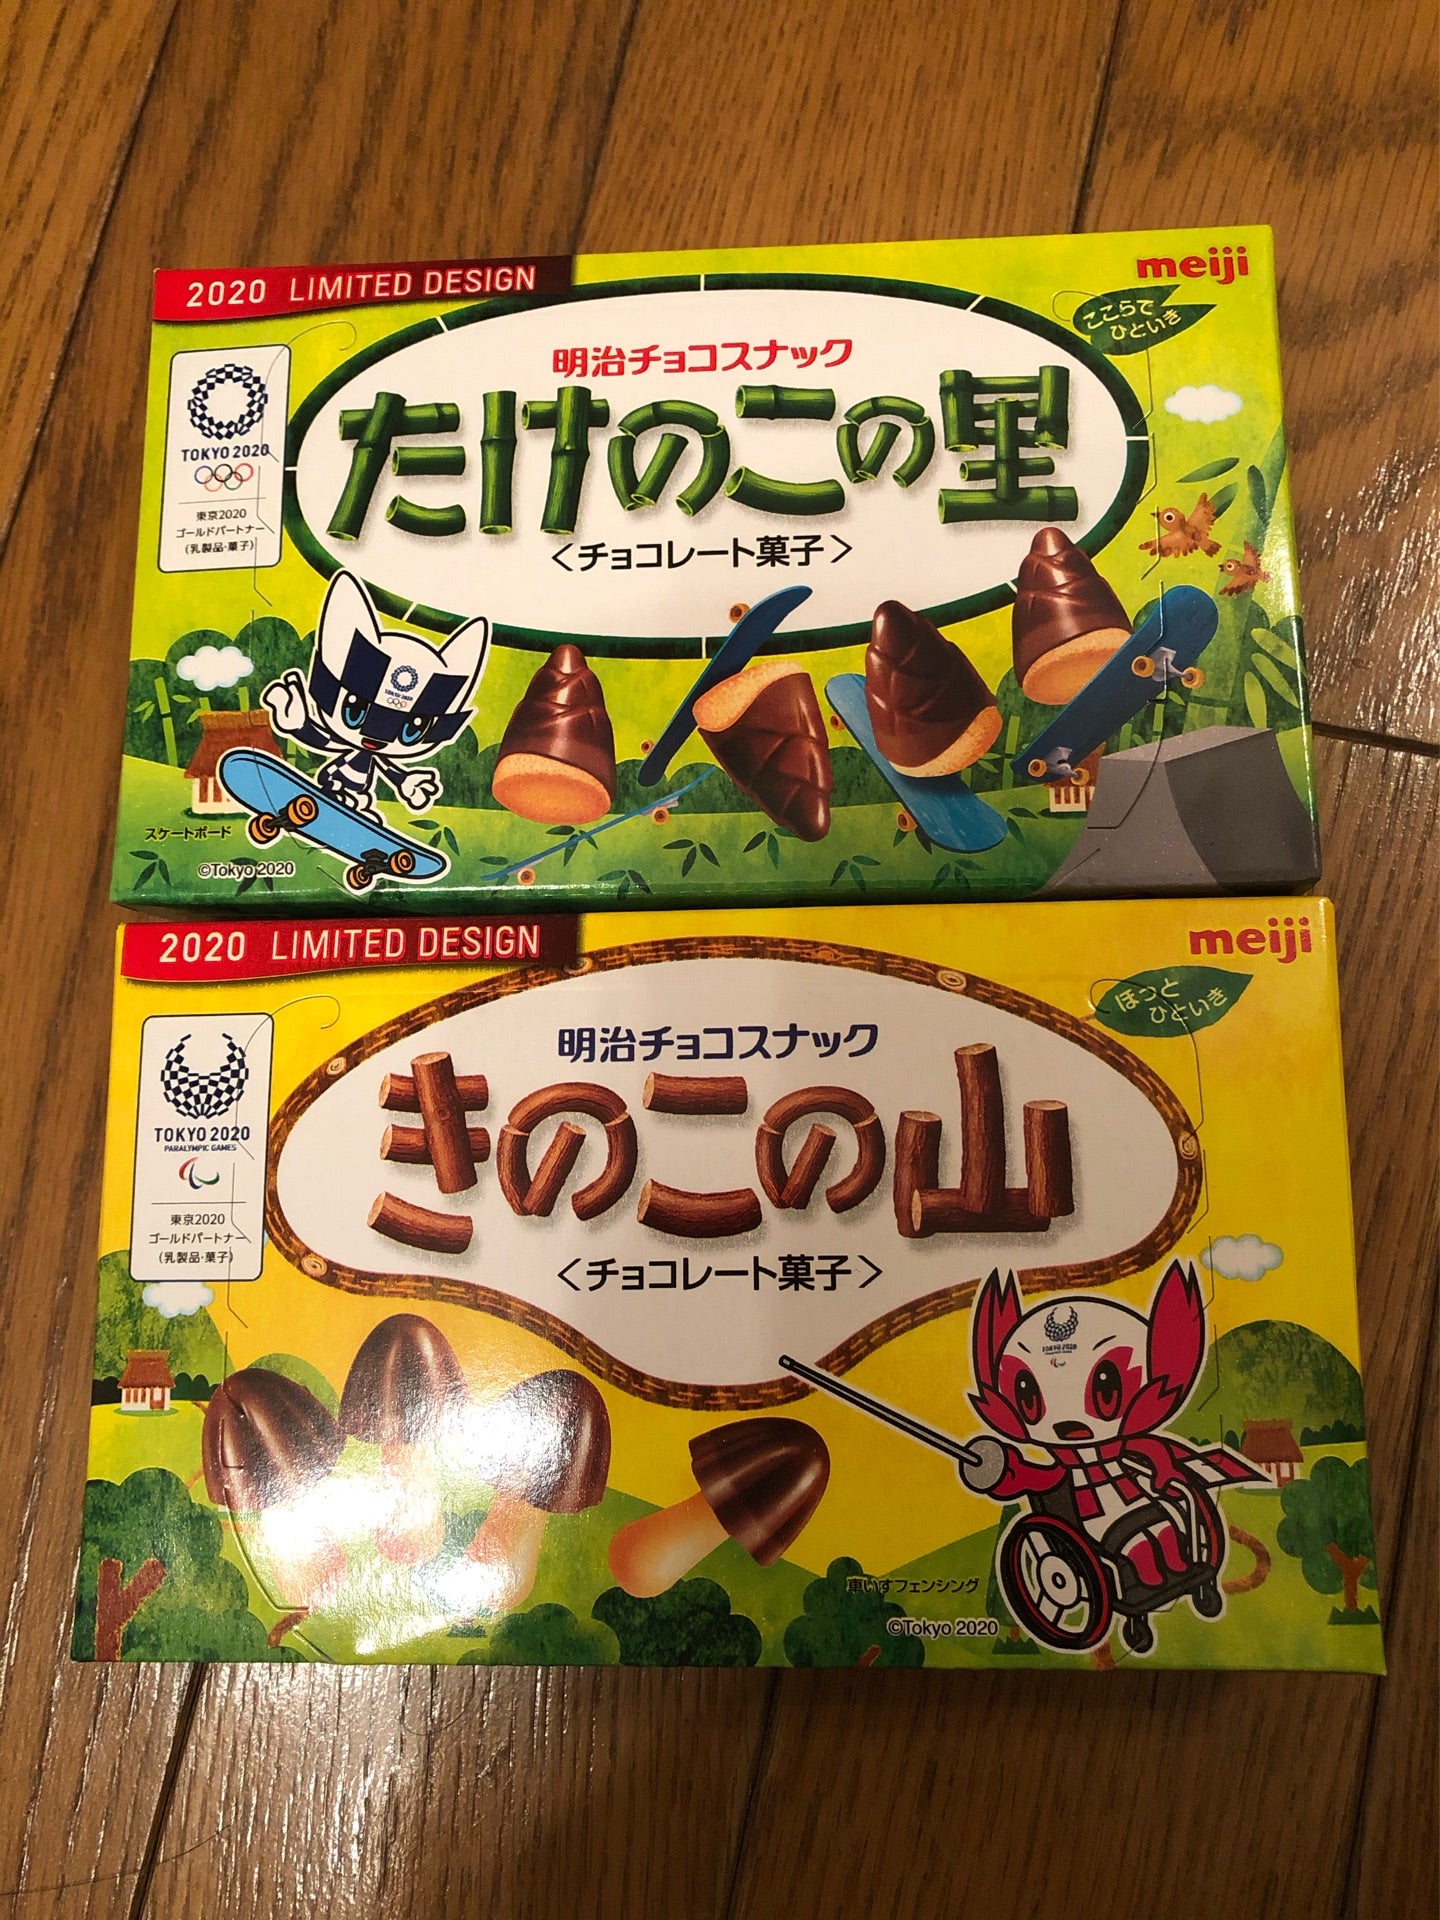 2020 LIMITED DESIGN
meiji
ここらで
ひといき
明治チョコスナック
たけのこの里
〈チョコレート菓子〉
TOKYO 2020
東京2020
ゴールドパートナー
(乳製品・菓子)
TOKYO 2020
スケートボード
©Tokyo 2020
2020 LIMITED DESIGN
meiji
ほっと
ひといき
明治チョコスナック
きのこの山
〈チョコレート菓子〉
TOKYO 2020
PARALYMPIC GAMES
東京2020
ゴールドパートナー
(乳製品・菓子)
TOKYO 2020
車いすフェンシング
©Tokyo 2020